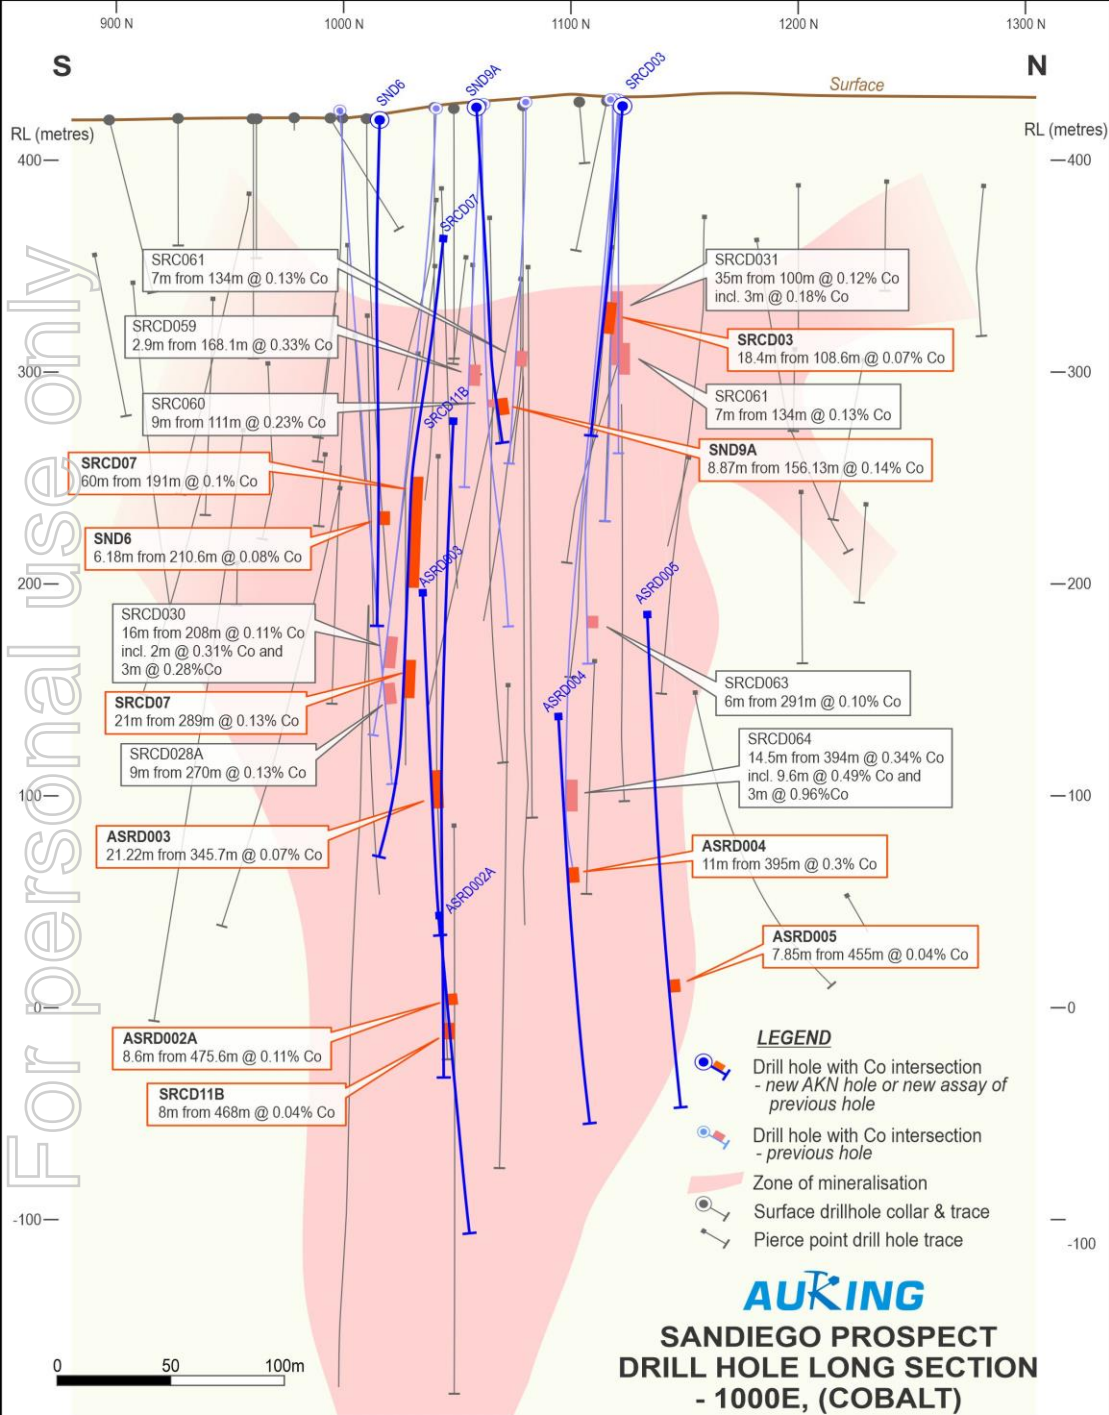 900 N
1000 N
1100 N
1200 N
1300 N
S
N
SND6
SND9A
SRCD03
Surface
RL (metres)
RL (metres)
400
400
SRCD07
SRC061
7m from 134m @ 0.13% Co
SRCD031
35m from 100m @ 0.12% Co
incl. 3m @ 0.18% Co
SRCD059
2.9m from 168.1m @ 0.33% Co
SRCD03
18.4m from 108.6m @ 0.07% Co
300
300
SRC060
9m from 111m @ 0.23% Co
SRCD11B
SRC061
7m from 134m @ 0.13% Co
SRCD07
60m from 191m @ 0.1% Co
SND9A
8.87m from 156.13m @ 0.14% Co
SND6
6.18m from 210.6m @ 0.08% Co
ASRD003
ASRD005
200
200
SRCD030
16m from 208m @ 0.11% Co
incl. 2m @ 0.31% Co and
3m @ 0.28%Co
ASRD004
SRCD063
6m from 291m @ 0.10% Co
SRCD07
21m from 289m @ 0.13% Co
SRCD028A
9m from 270m @ 0.13% Co
SRCD064
14.5m from 394m @ 0.34% Co
incl. 9.6m @ 0.49% Co and
3m @ 0.96%Co
100
100
ASRD003
21.22m from 345.7m @ 0.07% Co
ASRD004
11m from 395m @ 0.3% Co
ASRD002A
ASRD005
7.85m from 455m @ 0.04% Co
0
0
ASRD002A
8.6m from 475.6m @ 0.11% Co
SRCD11B
8m from 468m @ 0.04% Co
LEGEND
Drill hole with Co intersection
- new AKN hole or new assay of
previous hole
Drill hole with Co intersection
- previous hole
Zone of mineralisation
Surface drillhole collar & trace
Pierce point drill hole trace
-100
-100
AUKING
SANDIEGO PROSPECT
DRILL HOLE LONG SECTION
- 1000E, (COBALT)
0
50
100m
For personal use only